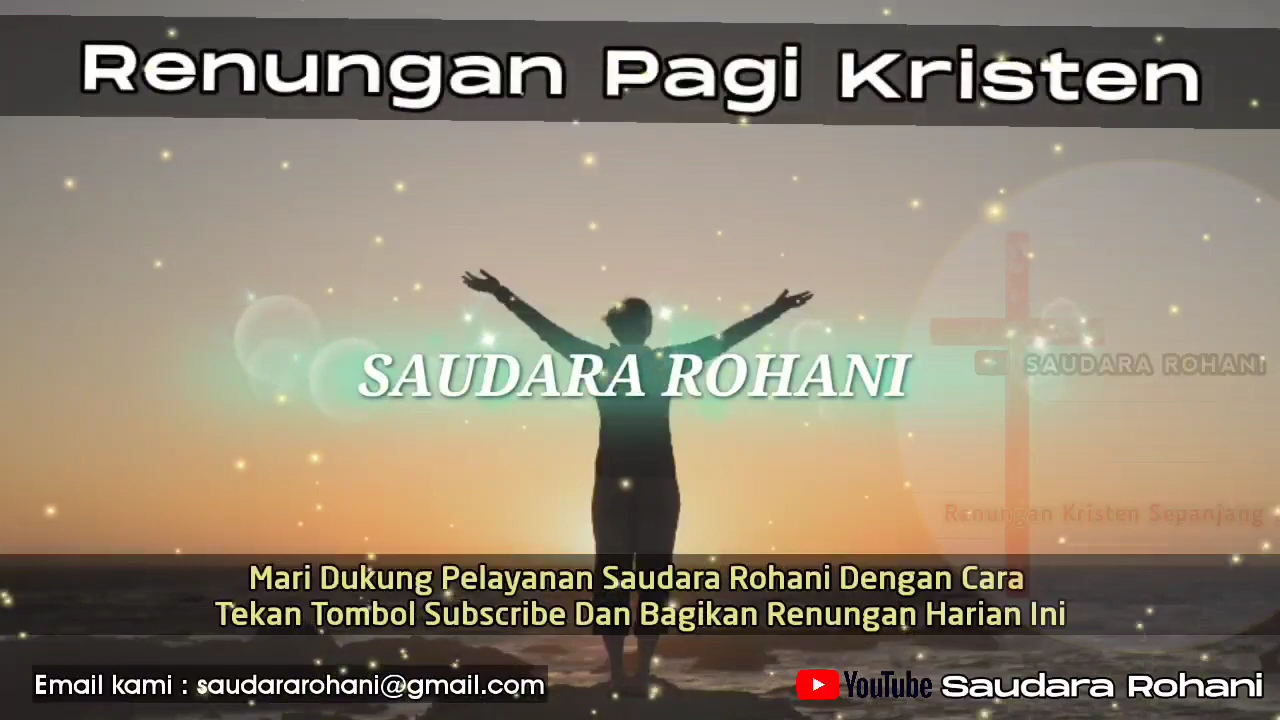 Renungan Pagi Kristen
SAUDARA ROHANI
SAUDARA ROHANI
Renungan Kristen Sepanjang
Mari Dukung Pelayanan Saudara Rohani Dengan Cara
Tekan Tombol Subscribe Dan Bagikan Renungan Harian Ini
Email kami : saudararohani@gmail.com
YouTube Saudara Rohani